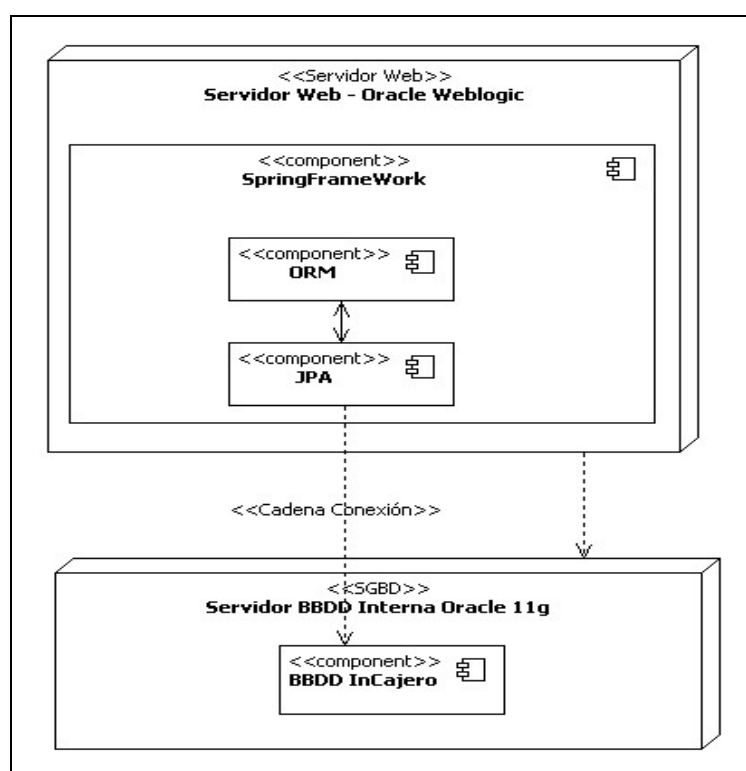 <<Servidor Web>>
Servidor Web - Oracle Weblogic
<<component>>
SpringFrameWork
<<component>>
ORM
<<component>>
JPA
<<Cadena Conexión>>
<<SGBD>>
Servidor BBDD Interna Oracle 11g
<<component>>
BBDD InCajero